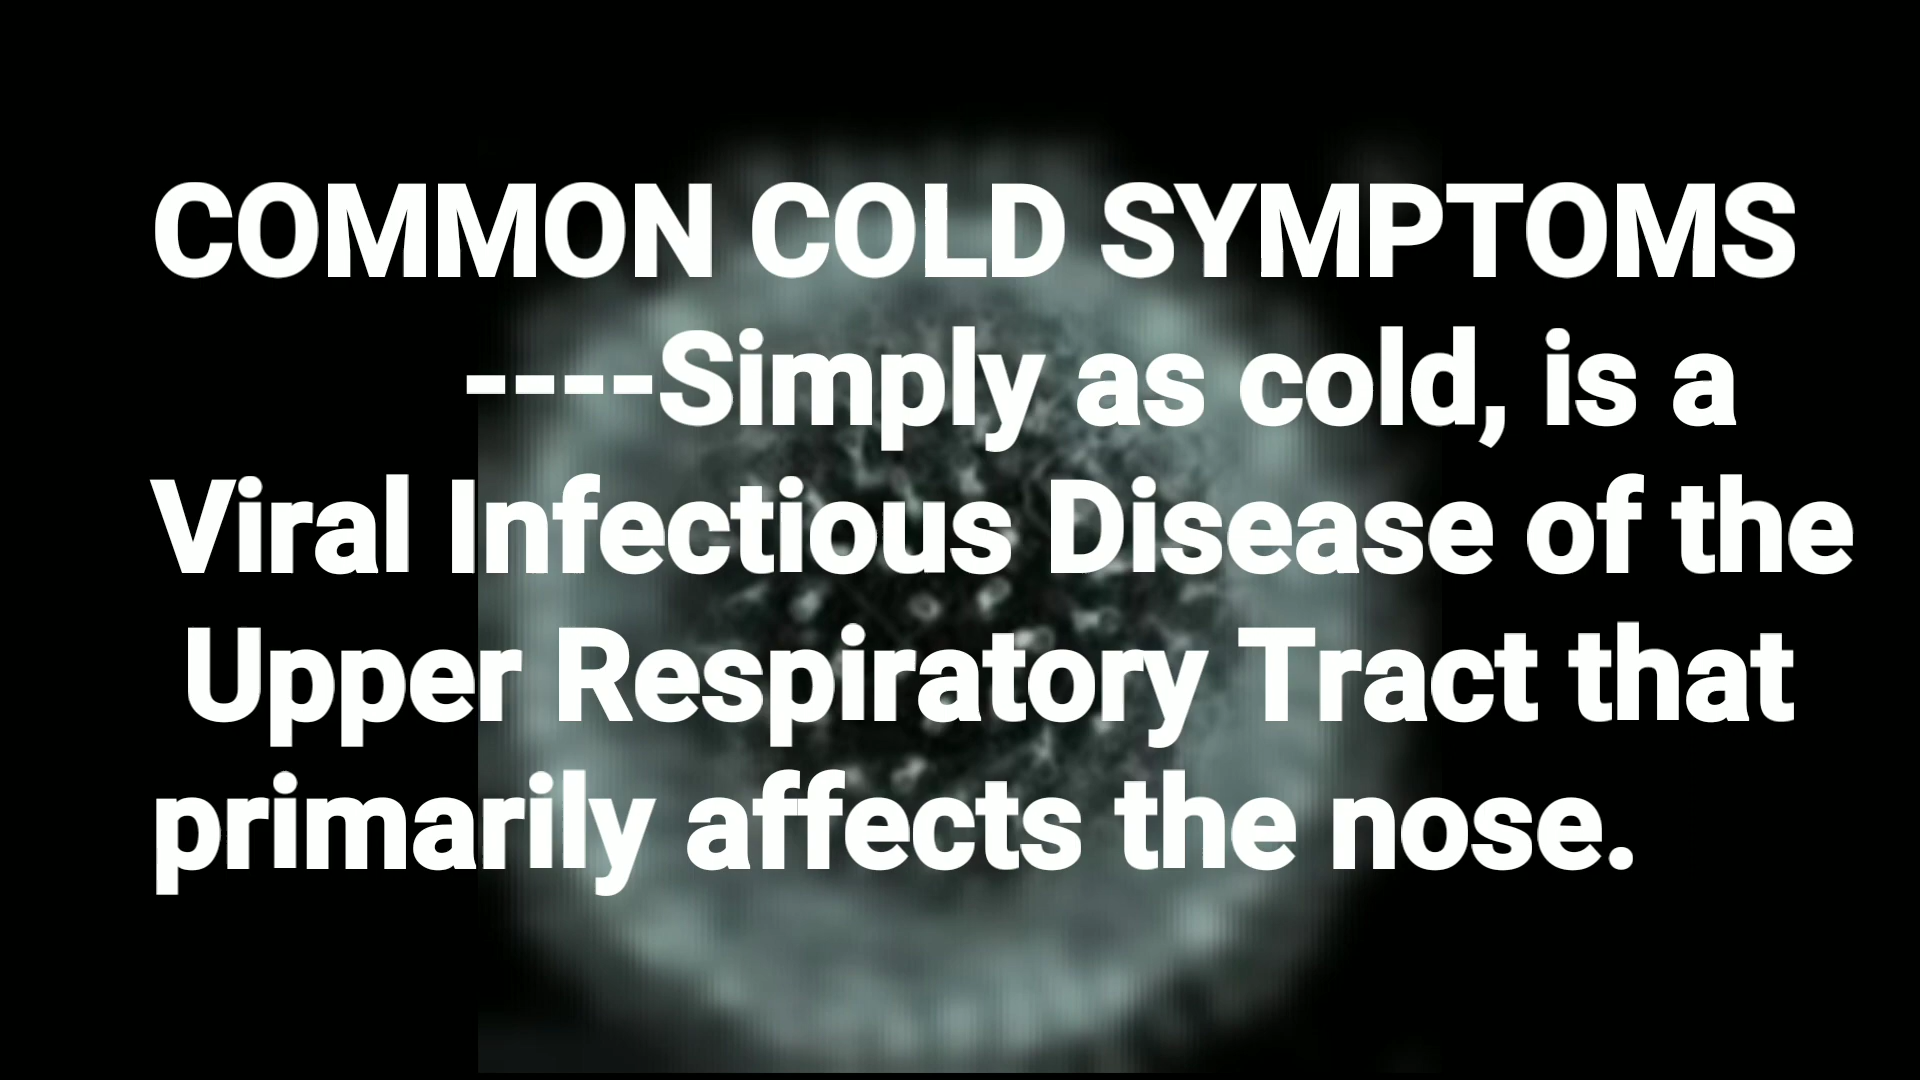 COMMON COLD SYMPTOMS
----Simply as cold, is a
Viral Infectious Disease of the
Upper Respiratory Tract that
primarily affects the nose.